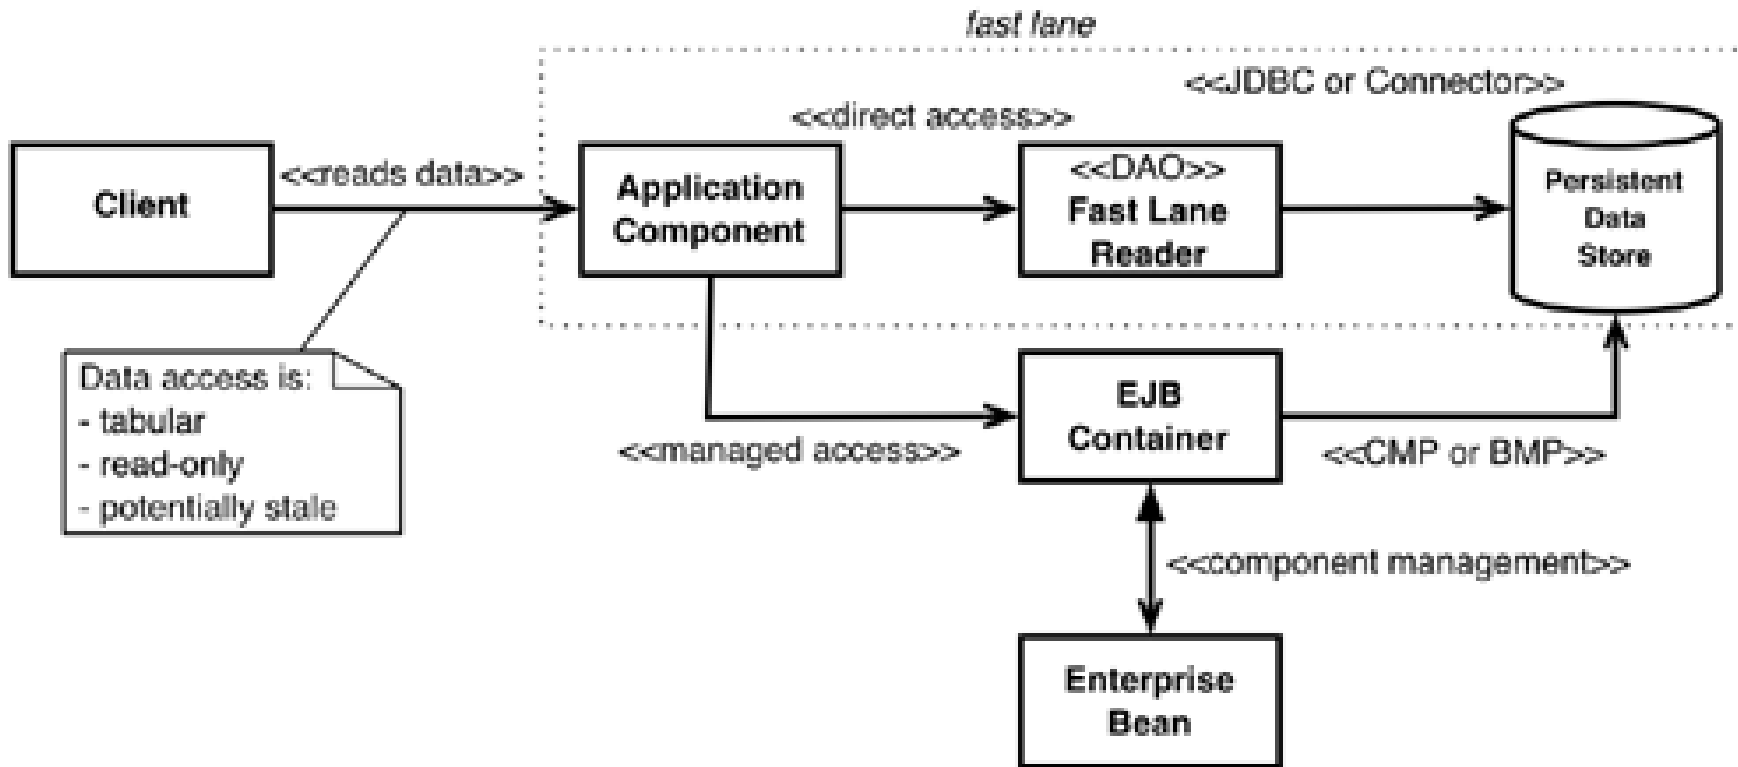 fast lane
<<JDBC or Connector>>
<<direct access>>
Client
<<reads data>>
Application
Component
<<DAO>>
Fast Lane
Reader
Persistent
Data
Store
Data access is:
- tabular
- read-only
- potentially stale
<<managed access>>
EJB
Container
<<CMP or BMP>>
<<component management>>
Enterprise
Bean